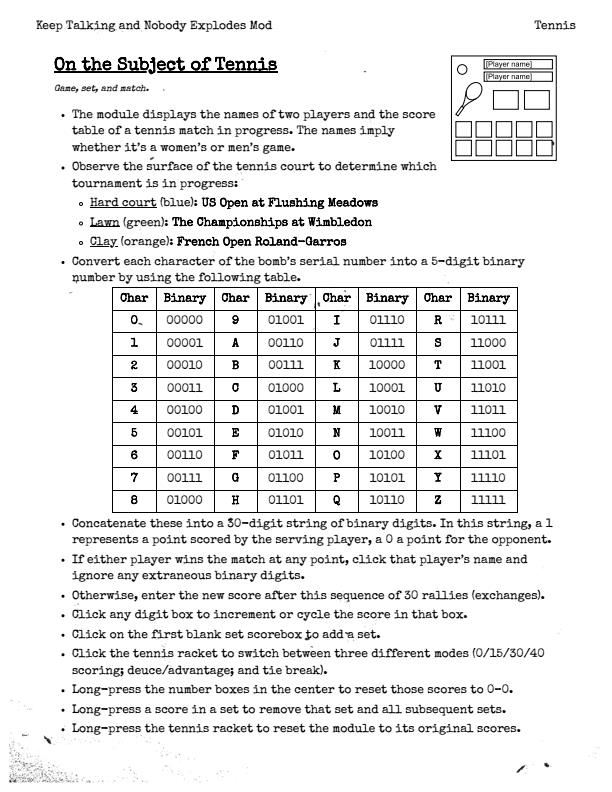 Keep Talking and Nobody Explodes Mod
Tennis
On the Subject of Tennis
Game, set, and match.
[Player name]
[Player name]
• The module displays the names of two players and the score
table of a tennis match in progress. The names imply
whether it's a women's or men's game.
• Observe the surface of the tennis court to determine which
tournament is in progress:
Hard court (blue): US Open at Flushing Meadows
Lawn (green): The Championships at Wimbledon
Clay (orange): French Open Roland-Garros
• Convert each character of the bomb's serial number into a 5-digit binary
number by using the following table.
Char Binary Char Binary Char Binary Char Binary
0 00000 9 01001 I 01110 R 10111
1 00001 A 00110 J 01111 S 11000
2 00010 B 00111 K 10000 T 11001
3 00011 C 01000 L 10001 U 11010
4 00100 D 01001 M 10010 V 11011
5 00101 E 01010 N 10011 W 11100
6 00110 F 01011 O 10100 X 11101
7 00111 G 01100 P 10101 Y 11110
8 01000 H 01101 Q 10110 Z 11111
• Concatenate these into a 30-digit string of binary digits. In this string, a 1
represents a point scored by the serving player, a 0 a point for the opponent.
• If either player wins the match at any point, click that player's name and
ignore any extraneous binary digits.
• Otherwise, enter the new score after this sequence of 30 rallies (exchanges).
• Click any digit box to increment or cycle the score in that box.
• Click on the first blank set scorebox to add a set.
• Click the tennis racket to switch between three different modes (0/15/30/40
scoring; deuce/advantage; and tie break).
• Long-press the number boxes in the center to reset those scores to 0-0.
• Long-press a score in a set to remove that set and all subsequent sets.
• Long-press the tennis racket to reset the module to its original scores.